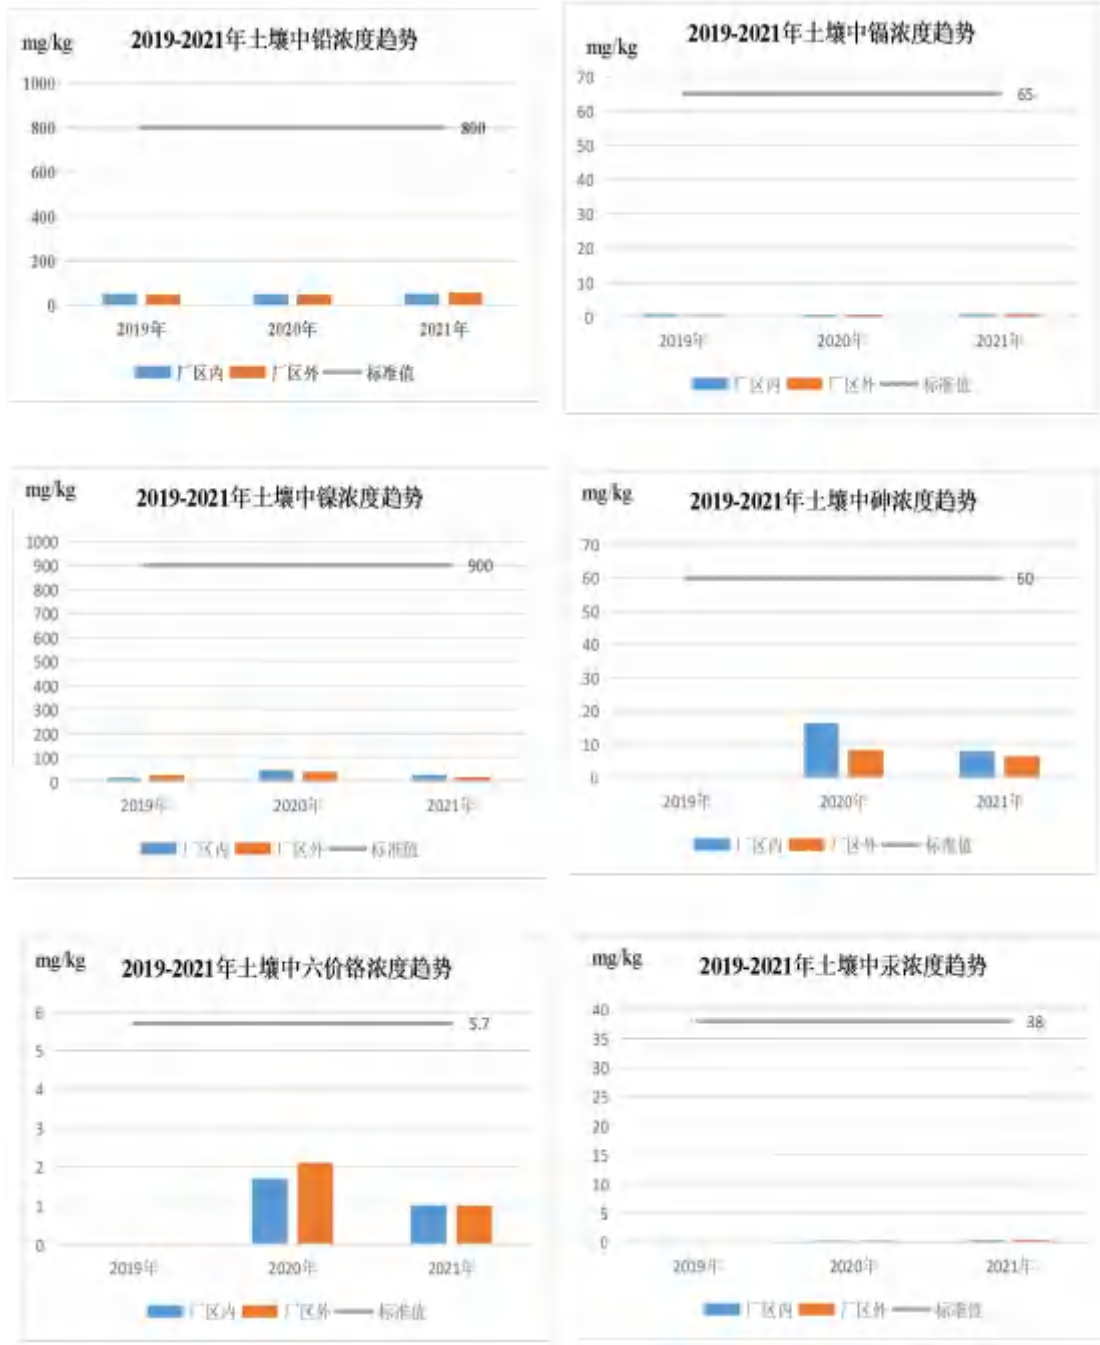 mg/kg
2019-2021年土壤中铅浓度趋势
1000
800
800
600
400
200
0
2019年 2020年 2021年
厂区内 厂区外 标准值
mg/kg
2019-2021年土壤中镉浓度趋势
70
65
60
50
40
30
20
10
0
2019年 2020年 2021年
厂区内 厂区外 标准值
mg/kg
2019-2021年土壤中镍浓度趋势
1000
900
900
800
700
600
500
400
300
200
100
0
2019年 2020年 2021年
厂区内 厂区外 标准值
mg/kg
2019-2021年土壤中砷浓度趋势
70
60
60
50
40
30
20
10
0
2019年 2020年 2021年
厂区内 厂区外 标准值
mg/kg
2019-2021年土壤中六价铬浓度趋势
6
5.7
5
4
3
2
1
0
2019年 2020年 2021年
厂区内 厂区外 标准值
mg/kg
2019-2021年土壤中汞浓度趋势
40
38
35
30
25
20
15
10
5
0
2019年 2020年 2021年
厂区内 厂区外 标准值